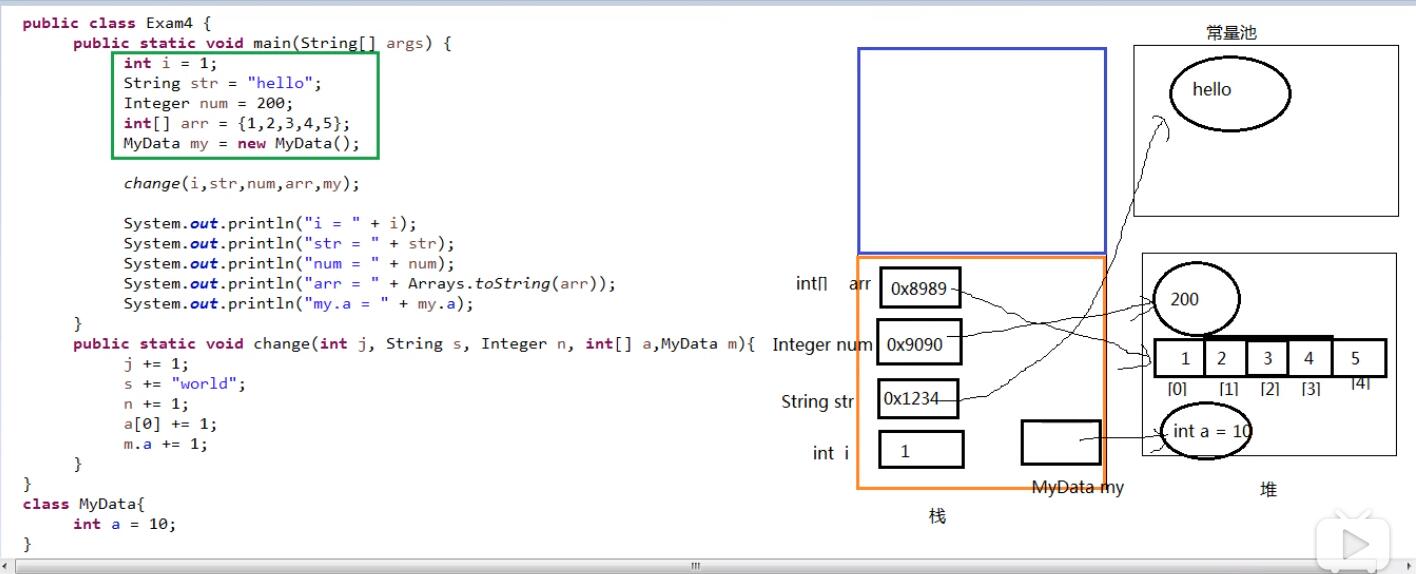 public class Exam4 {
public static void main(String[] args) {
int i = 1;
String str = "hello";
Integer num = 200;
int[] arr = {1,2,3,4,5};
MyData my = new MyData();
change(i,str,num,arr,my);
System.out.println("i = " + i);
System.out.println("str = " + str);
System.out.println("num = " + num);
System.out.println("arr = " + Arrays.toString(arr));
System.out.println("my.a = " + my.a);
}
public static void change(int j, String s, Integer n, int[] a,MyData m){
j += 1;
s += "world";
n += 1;
a[0] += 1;
m.a += 1;
}
}
class MyData{
int a = 10;
}
常量池
hello
int[] arr 0x8989
Integer num 0x9090
String str 0x1234
int i 1
MyData my
栈
200
1 2 3 4 5
[0] [1] [2] [3] [4]
int a = 10
堆